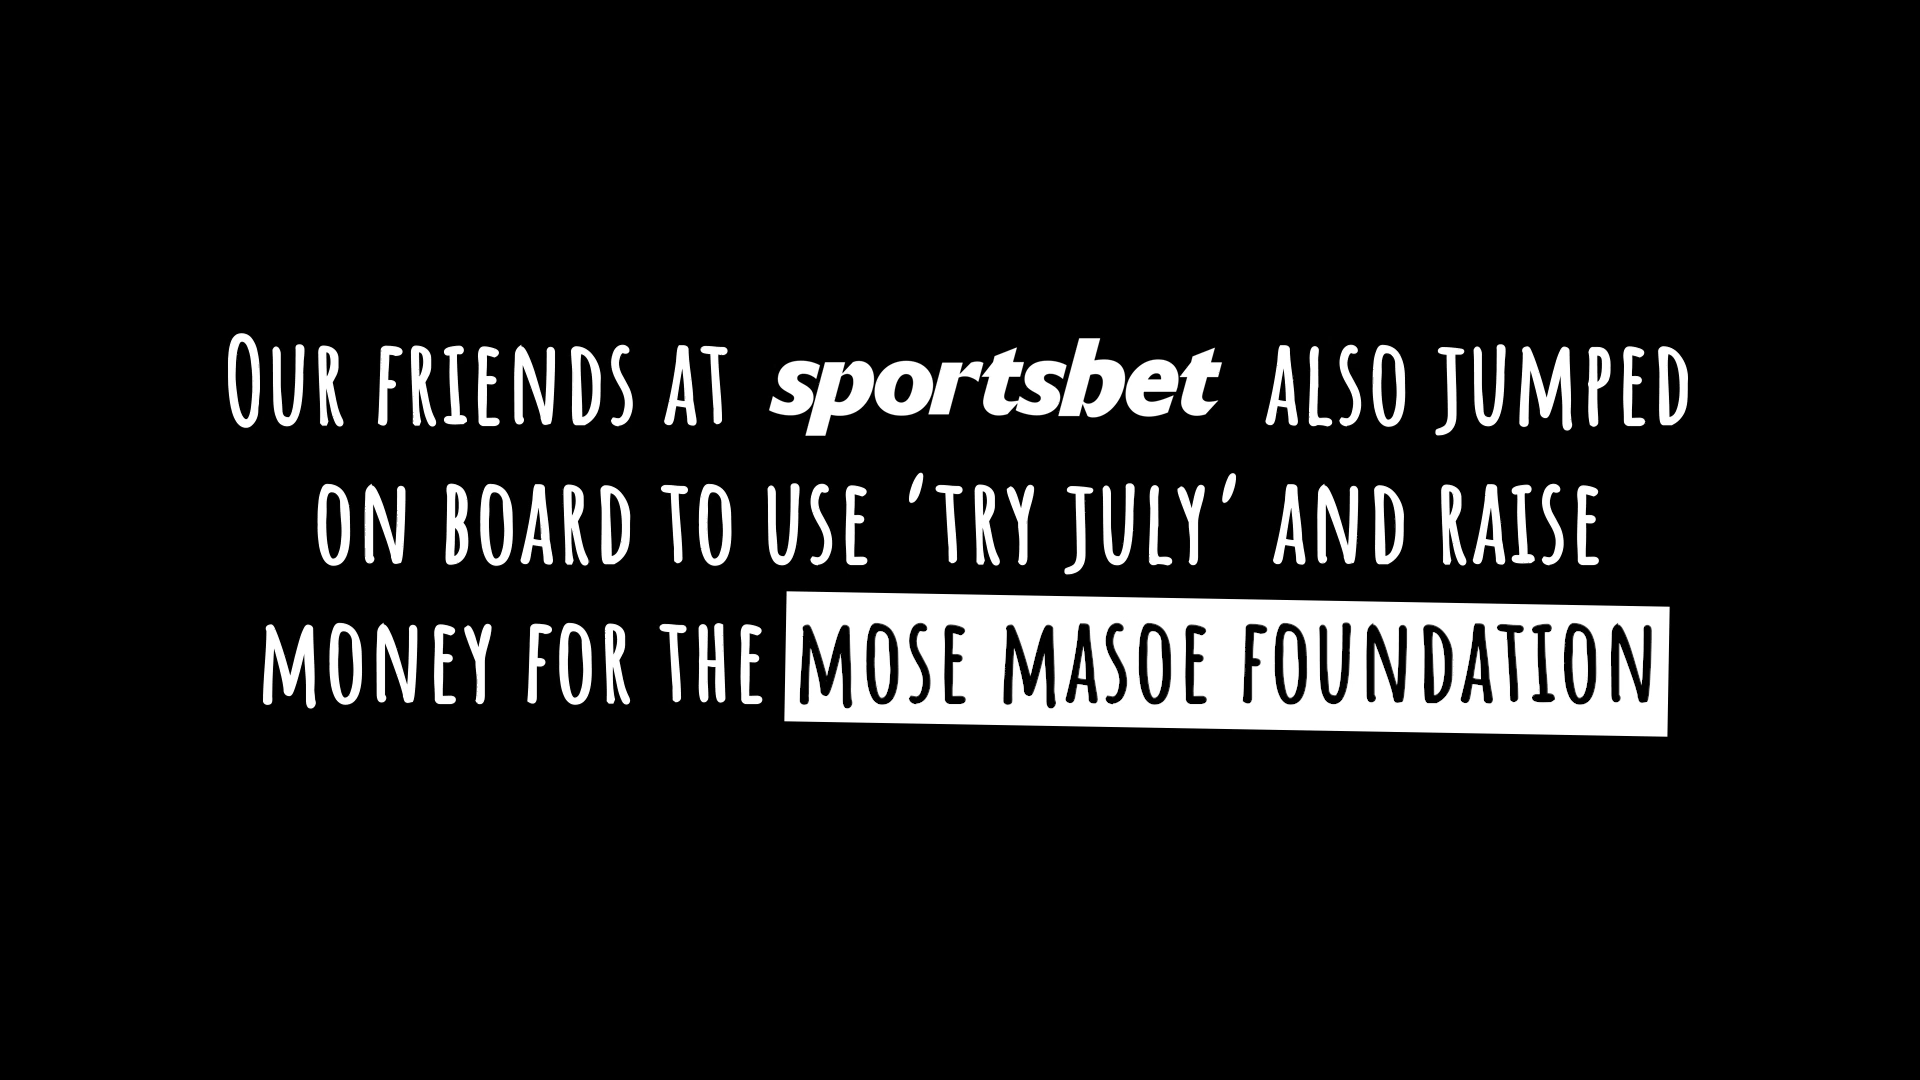 Our friends at sportsbet also jumped
on board to use ‘Try July’ and raise
money for the Mose Masoe Foundation